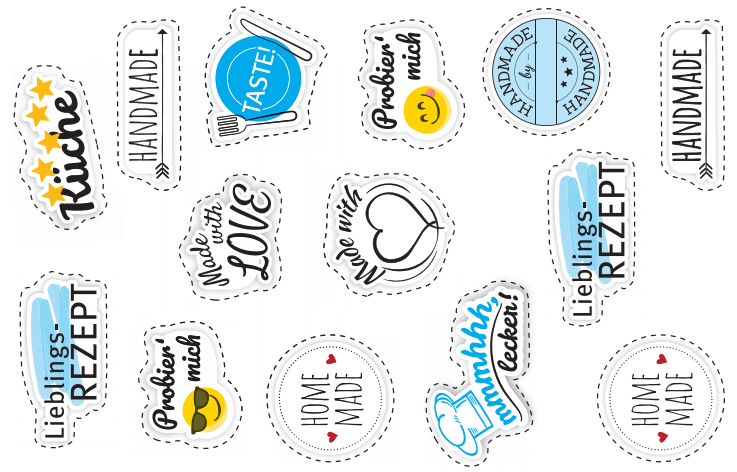 Küche
HANDMADE
TASTE!
Probier'
mich
HANDMADE
by
HANDMADE
HANDMADE
Made
with
LOVE
Made with
Lieblings-
REZEPT
Lieblings-
REZEPT
Probier'
mich
HOME
MADE
mmmhhh,
lecker!
HOME
MADE